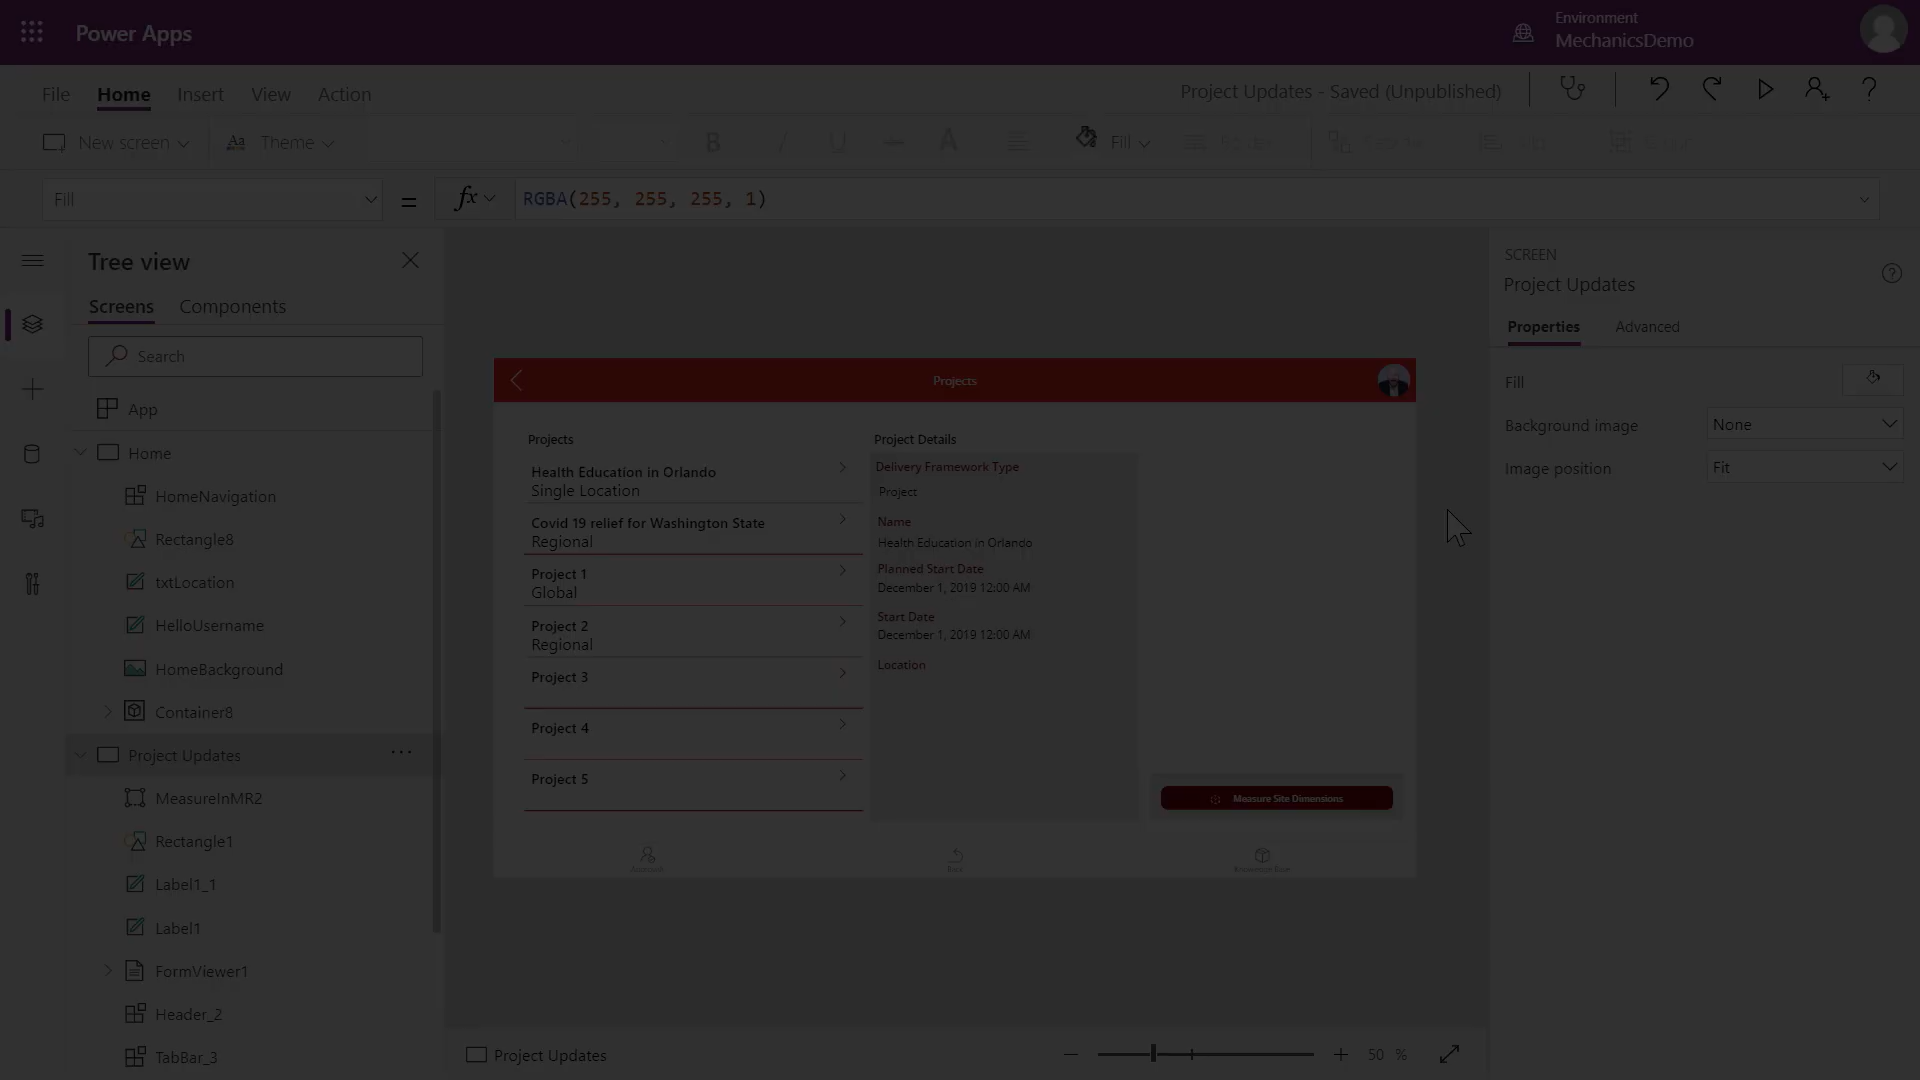 Power Apps
Environment
MechanicsDemo
File Home Insert View Action
Project Updates - Saved (Unpublished)
New screen
Theme
Fill
Fill
=
fx
RGBA(255, 255, 255, 1)
Tree view
Screens
Components
Search
App
Home
HomeNavigation
Rectangle8
txtLocation
HelloUsername
HomeBackground
Container8
Project Updates
MeasureInMR2
Rectangle1
Label1_1
Label1
FormViewer1
Header_2
TabBar_3
Projects
Projects
Health Education in Orlando
Single Location
Covid 19 relief for Washington State
Regional
Project 1
Global
Project 2
Regional
Project 3
Project 4
Project 5
Project Details
Delivery Framework Type
Project
Name
Health Education in Orlando
Planned Start Date
December 1, 2019 12:00 AM
Start Date
December 1, 2019 12:00 AM
Location
Measure Site Dimensions
Back
Project Updates
50 %
SCREEN
Project Updates
Properties
Advanced
Fill
Background image
None
Image position
Fit